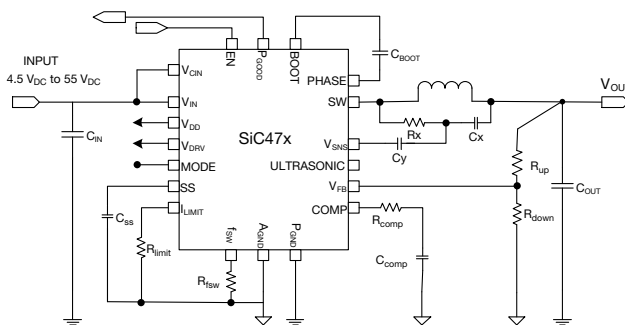 INPUT
4.5 VDC to 55 VDC
CIN
EN
PGOOD
BOOT
CBOOT
VCIN
PHASE
VIN
SW
VDD
SiC47x
Rx
Cx
VDRV
VSNS
Cy
MODE
ULTRASONIC
SS
VFB
ILIMIT
COMP
fSW
AGND
PGND
Css
Rlimit
Rfsw
Rcomp
Ccomp
VOU
Rup
Rdown
COUT